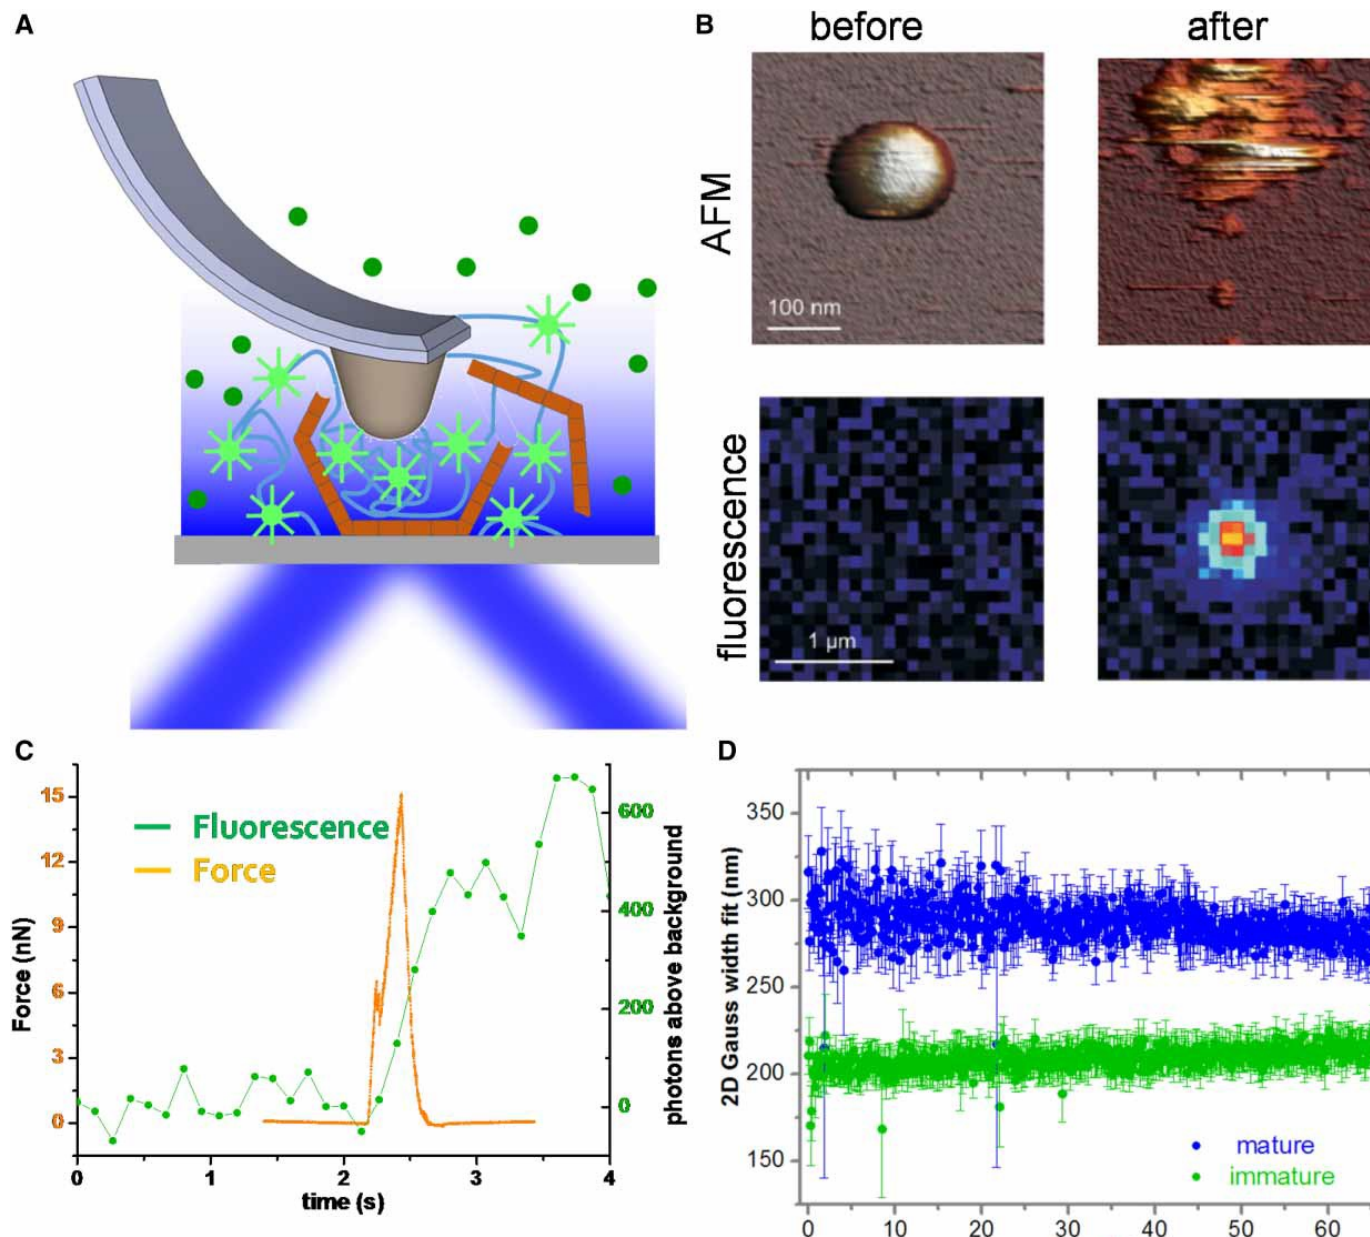 A
B
before
after
AFM
100 nm
fluorescence
1 µm
C
D
15
12
9
6
3
0
Force (nN)
Fluorescence
Force
600
400
200
0
photons above background
0
1
2
3
4
time (s)
350
300
250
200
150
2D Gauss width fit (nm)
mature
immature
0
10
20
30
40
50
60